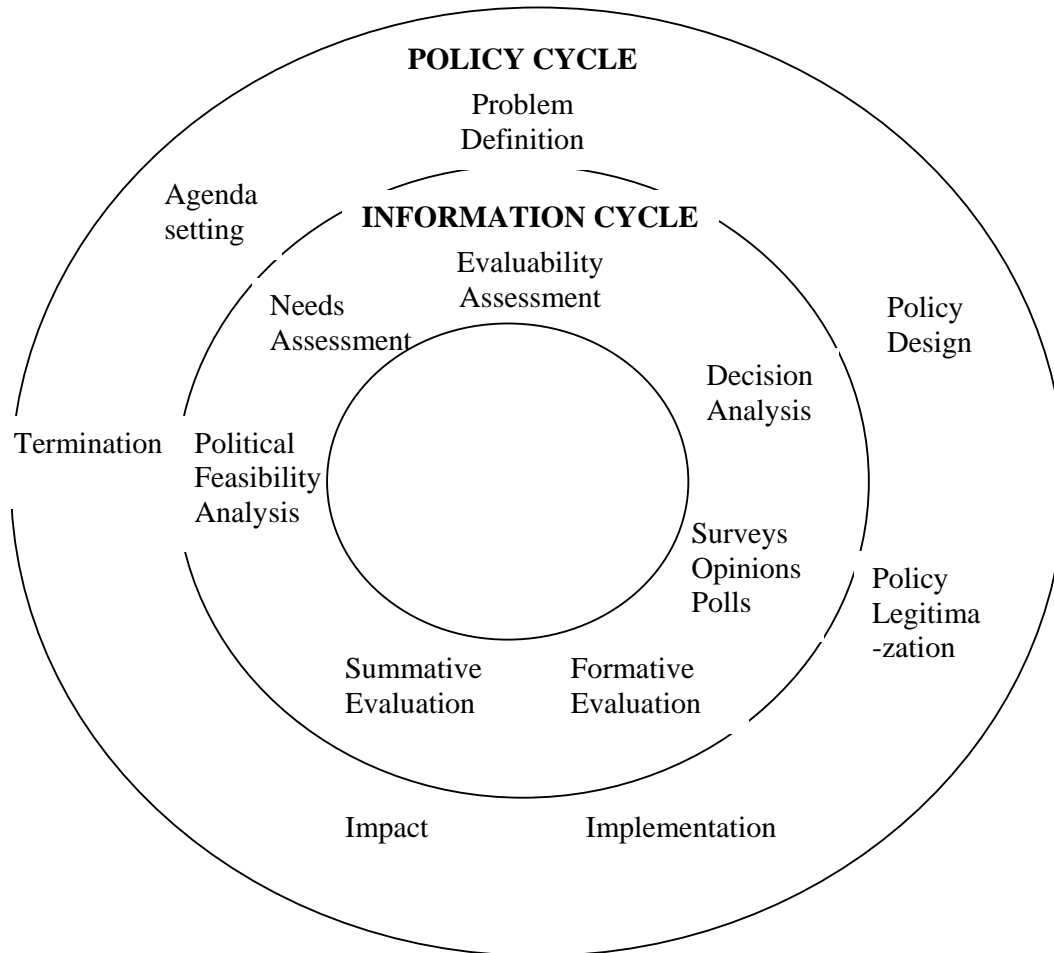 POLICY CYCLE
Problem
Definition
Agenda
setting
INFORMATION CYCLE
Evaluability
Assessment
Needs
Assessment
Policy
Design
Decision
Analysis
Termination
Political
Feasibility
Analysis
Surveys
Opinions
Polls
Policy
Legitima
-zation
Summative
Evaluation
Formative
Evaluation
Impact
Implementation